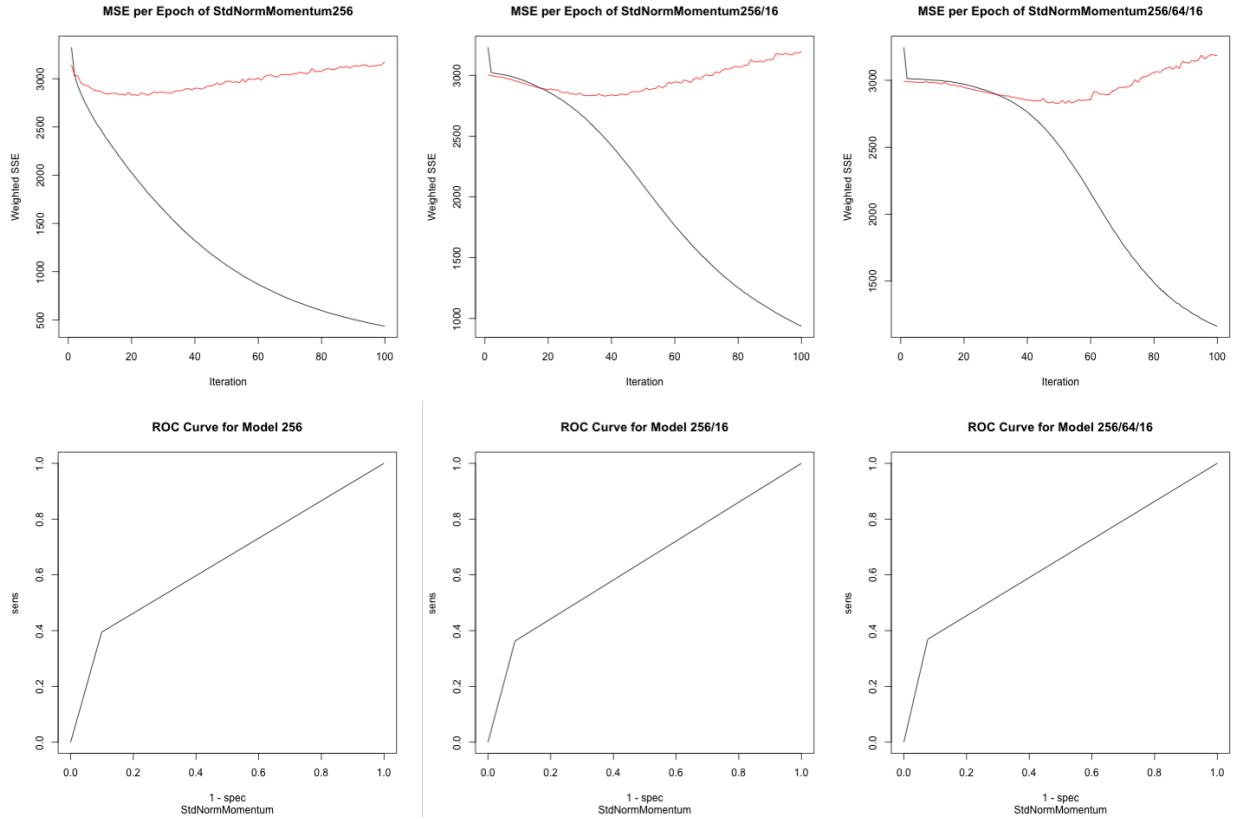 MSE per Epoch of StdNormMomentum256
Weighted SSE
3000
2500
2000
1500
1000
500
0 20 40 60 80 100
Iteration
MSE per Epoch of StdNormMomentum256/16
Weighted SSE
3000
2500
2000
1500
1000
0 20 40 60 80 100
Iteration
MSE per Epoch of StdNormMomentum256/64/16
Weighted SSE
3000
2500
2000
1500
0 20 40 60 80 100
Iteration
ROC Curve for Model 256
sens
1.0
0.8
0.6
0.4
0.2
0.0
0.0 0.2 0.4 0.6 0.8 1.0
1 - spec
StdNormMomentum
ROC Curve for Model 256/16
sens
1.0
0.8
0.6
0.4
0.2
0.0
0.0 0.2 0.4 0.6 0.8 1.0
1 - spec
StdNormMomentum
ROC Curve for Model 256/64/16
sens
1.0
0.8
0.6
0.4
0.2
0.0
0.0 0.2 0.4 0.6 0.8 1.0
1 - spec
StdNormMomentum